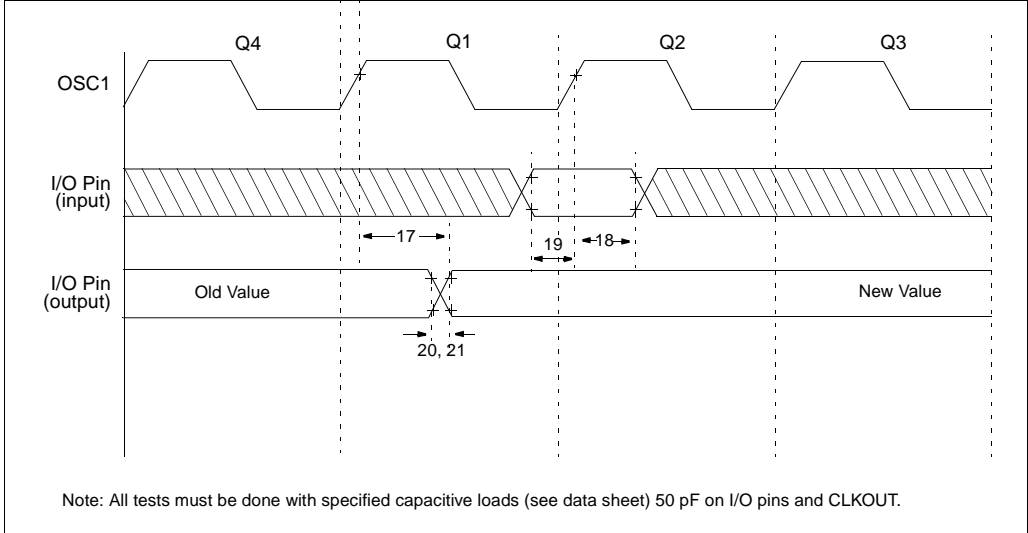 Q4 Q1 Q2 Q3
OSC1
I/O Pin
(input)
17
19 18
I/O Pin
(output)
Old Value New Value
20, 21
Note: All tests must be done with specified capacitive loads (see data sheet) 50 pF on I/O pins and CLKOUT.